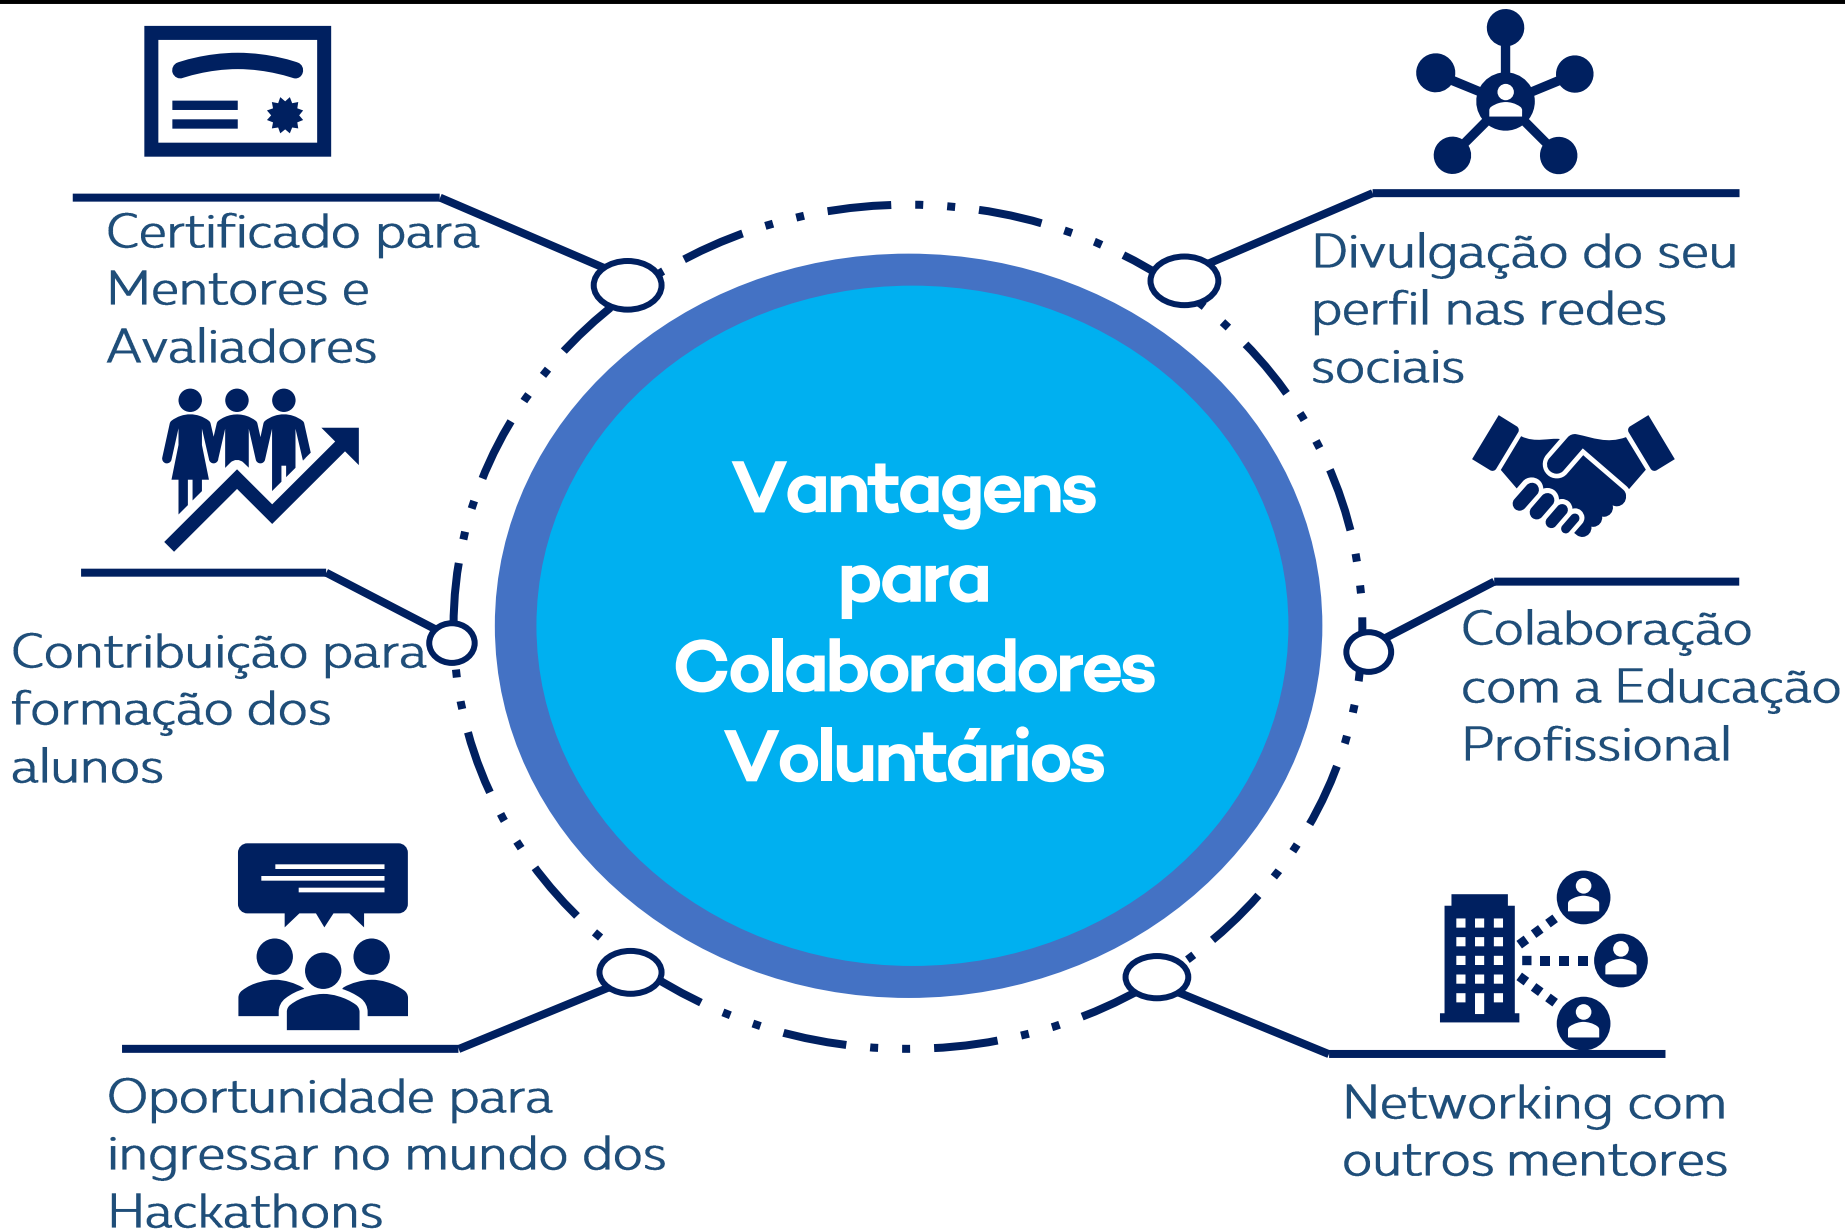 Certificado para
Mentores e
Avaliadores
Divulgação do seu
perfil nas redes
sociais
Vantagens
para
Colaboradores
Voluntários
Contribuição para
formação dos
alunos
Colaboração
com a Educação
Profissional
Oportunidade para
ingressar no mundo dos
Hackathons
Networking com
outros mentores